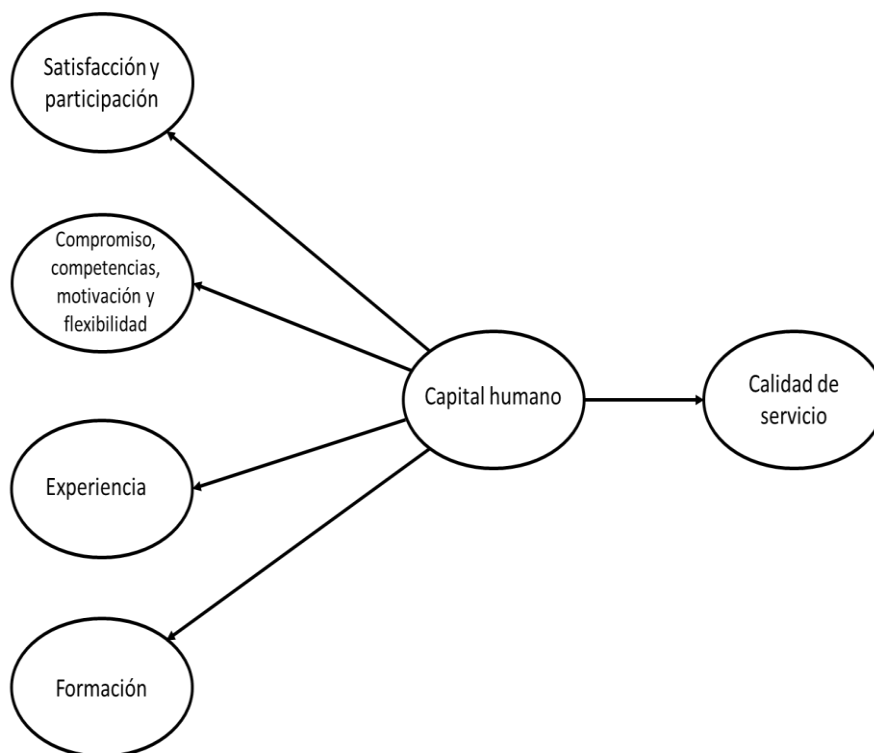 Satisfacción y
participación
Compromiso,
competencias,
motivación y
flexibilidad
Experiencia
Formación
Capital humano
Calidad de
servicio